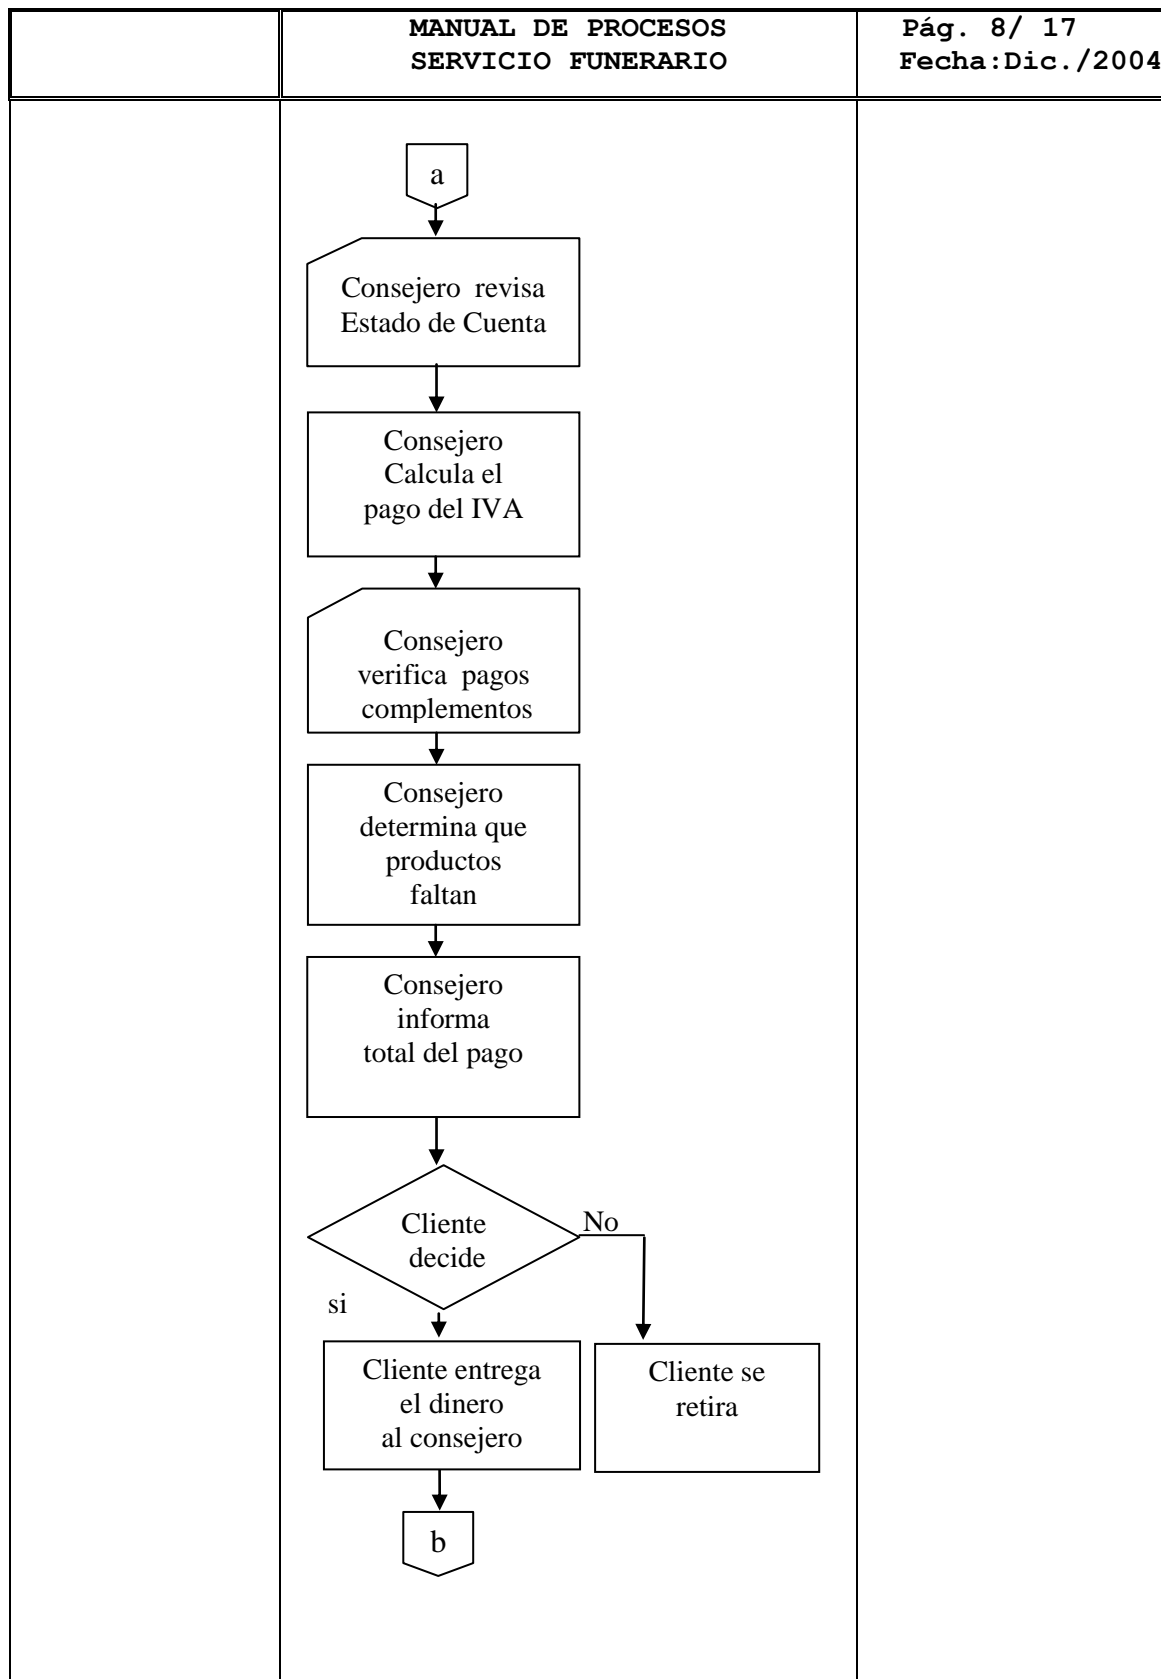 MANUAL DE PROCESOS
SERVICIO FUNERARIO
Pág. 8/ 17
Fecha:Dic./2004
a
Consejero revisa
Estado de Cuenta
Consejero
Calcula el
pago del IVA
Consejero
verifica pagos
complementos
Consejero
determina que
productos
faltan
Consejero
informa
total del pago
Cliente
decide
No
si
Cliente entrega
el dinero
al consejero
Cliente se
retira
b